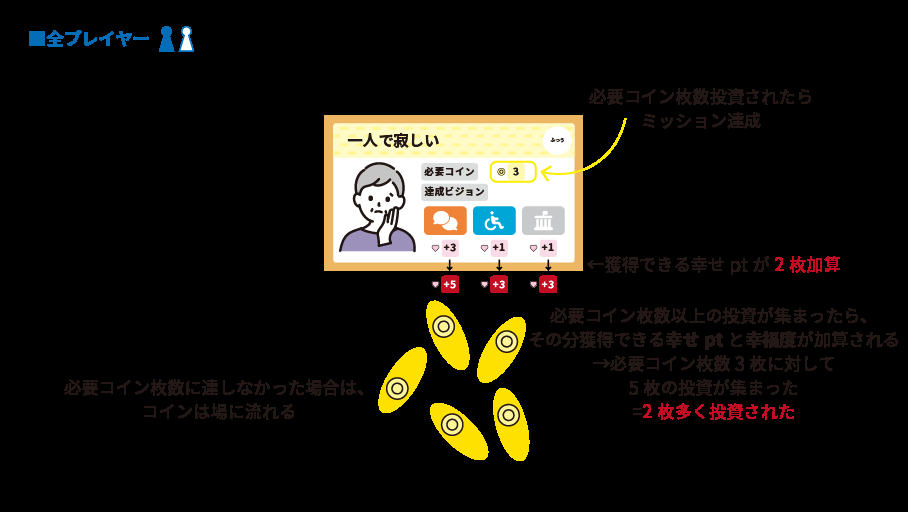 ■全プレイヤー
必要コイン枚数投資されたら
ミッション達成
一人で寂しい
ふつう
必要コイン
3
達成ビジョン
+3 +1 +1
+5 +3 +3
←獲得できる幸せ pt が 2 枚加算
必要コイン枚数以上の投資が集まったら、
その分獲得できる幸せ pt と幸福度が加算される
→必要コイン枚数 3 枚に対して
5 枚の投資が集まった
=2 枚多く投資された
必要コイン枚数に達しなかった場合は、
コインは場に流れる